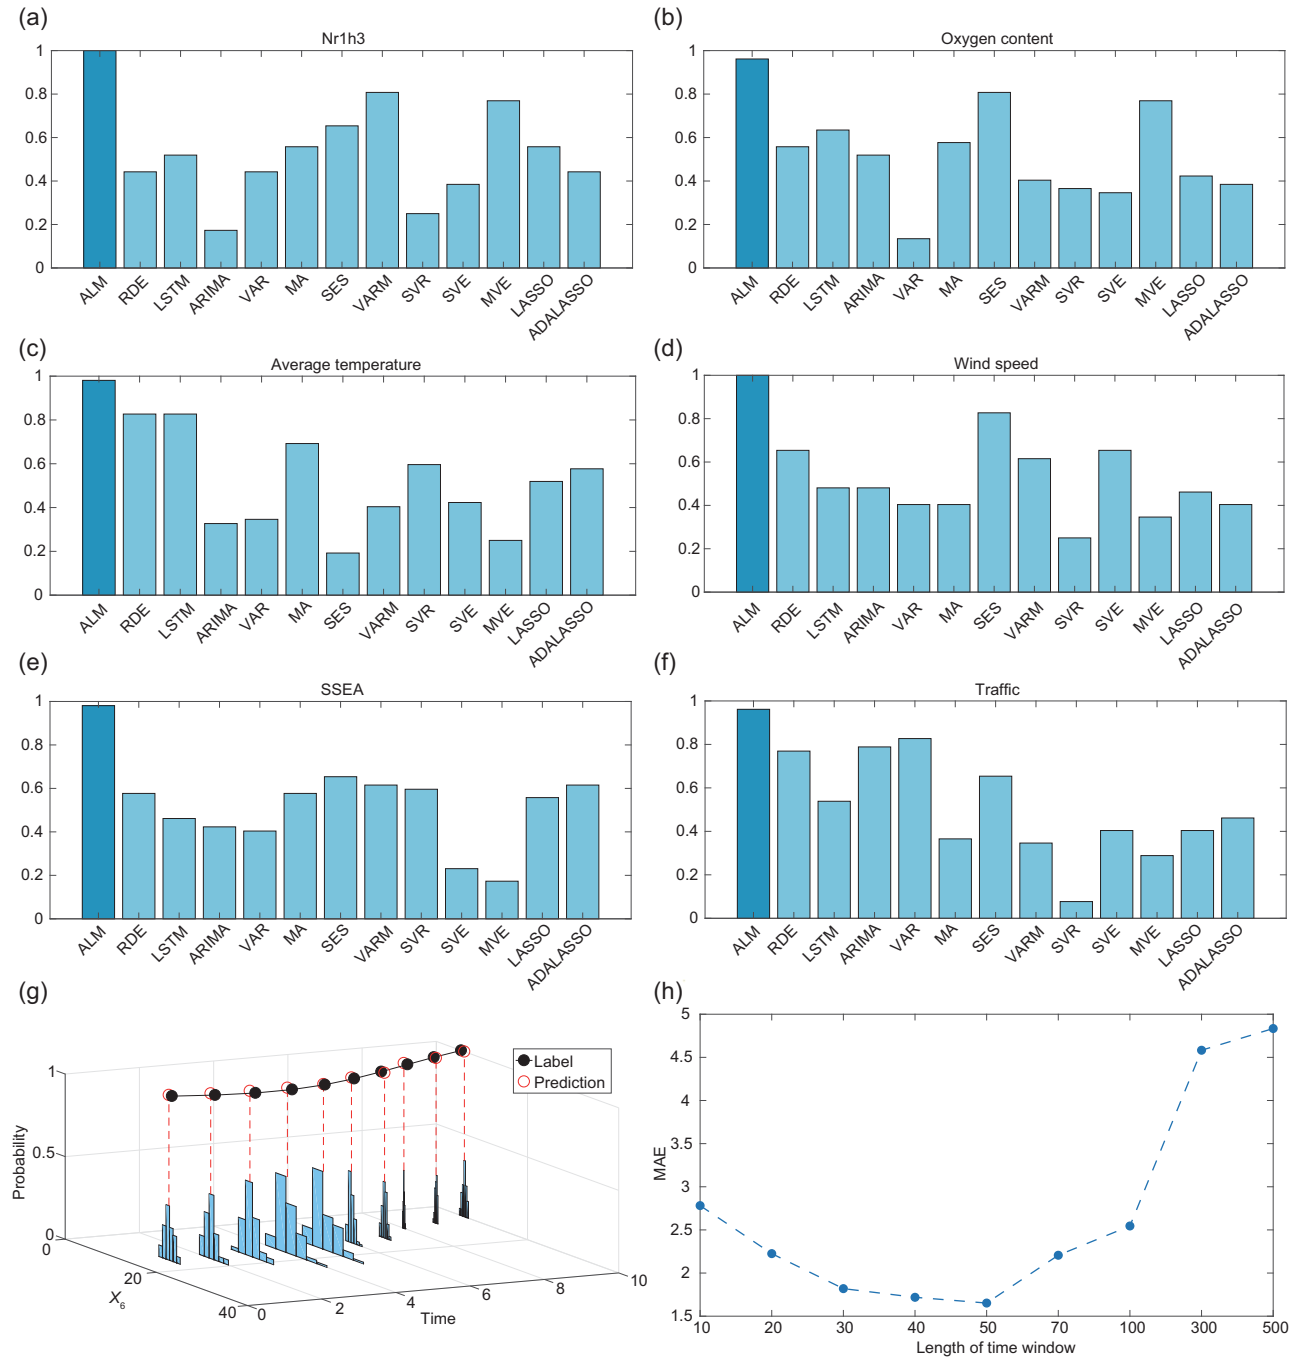 (a)
Nr1h3
1
0.8
0.6
0.4
0.2
0
ALM RDE LSTM ARIMA VAR MA SES VARM SVR SVE MVE LASSO ADALASSO
(b)
Oxygen content
1
0.8
0.6
0.4
0.2
0
ALM RDE LSTM ARIMA VAR MA SES VARM SVR SVE MVE LASSO ADALASSO
(c)
Average temperature
1
0.8
0.6
0.4
0.2
0
ALM RDE LSTM ARIMA VAR MA SES VARM SVR SVE MVE LASSO ADALASSO
(d)
Wind speed
1
0.8
0.6
0.4
0.2
0
ALM RDE LSTM ARIMA VAR MA SES VARM SVR SVE MVE LASSO ADALASSO
(e)
SSEA
1
0.8
0.6
0.4
0.2
0
ALM RDE LSTM ARIMA VAR MA SES VARM SVR SVE MVE LASSO ADALASSO
(f)
Traffic
1
0.8
0.6
0.4
0.2
0
ALM RDE LSTM ARIMA VAR MA SES VARM SVR SVE MVE LASSO ADALASSO
(g)
Label
Prediction
Probability
1
0.5
0
0
20
40
X6
0 2 4 6 8 10
Time
(h)
MAE
5
4.5
4
3.5
3
2.5
2
1.5
10 20 30 40 50 70 100 300 500
Length of time window